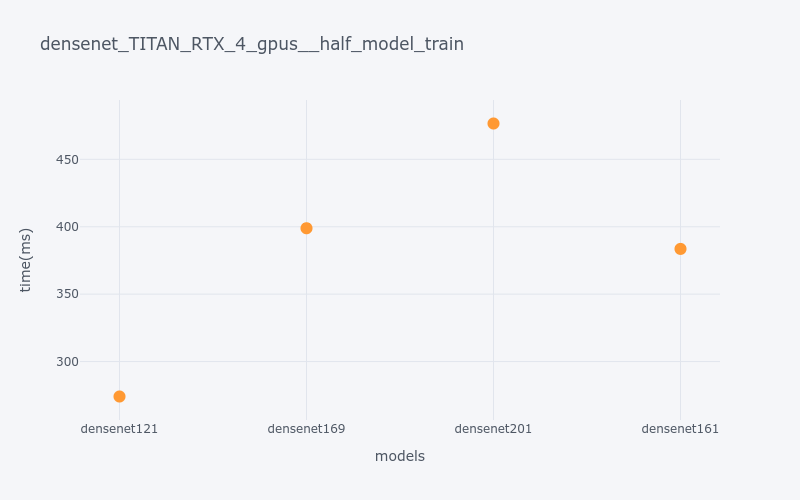 densenet_TITAN_RTX_4_gpus__half_model_train
450
400
350
300
time(ms)
densenet121
densenet169
densenet201
densenet161
models